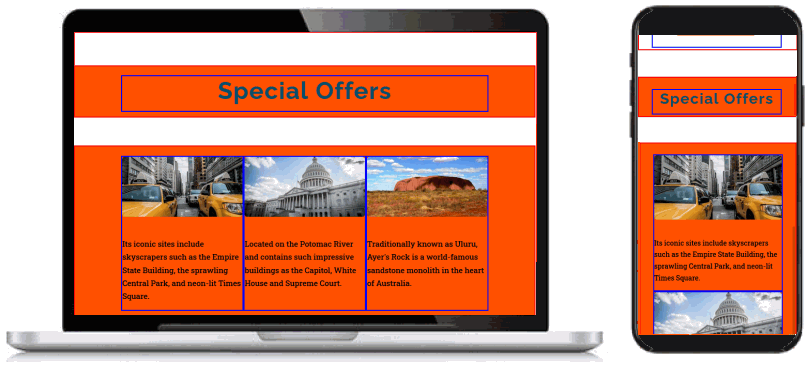 Special Offers
Its iconic sites include
skyscrapers such as the Empire
State Building, the sprawling
Central Park, and neon-lit Times
Square.
Located on the Potomac River
and contains such impressive
buildings as the Capitol, White
House and Supreme Court.
Traditionally known as Uluru,
Ayer's Rock is a world-famous
sandstone monolith in the heart
of Australia.
Special Offers
Its iconic sites include skyscrapers
such as the Empire State Building, the
sprawling Central Park, and neon-lit
Times Square.